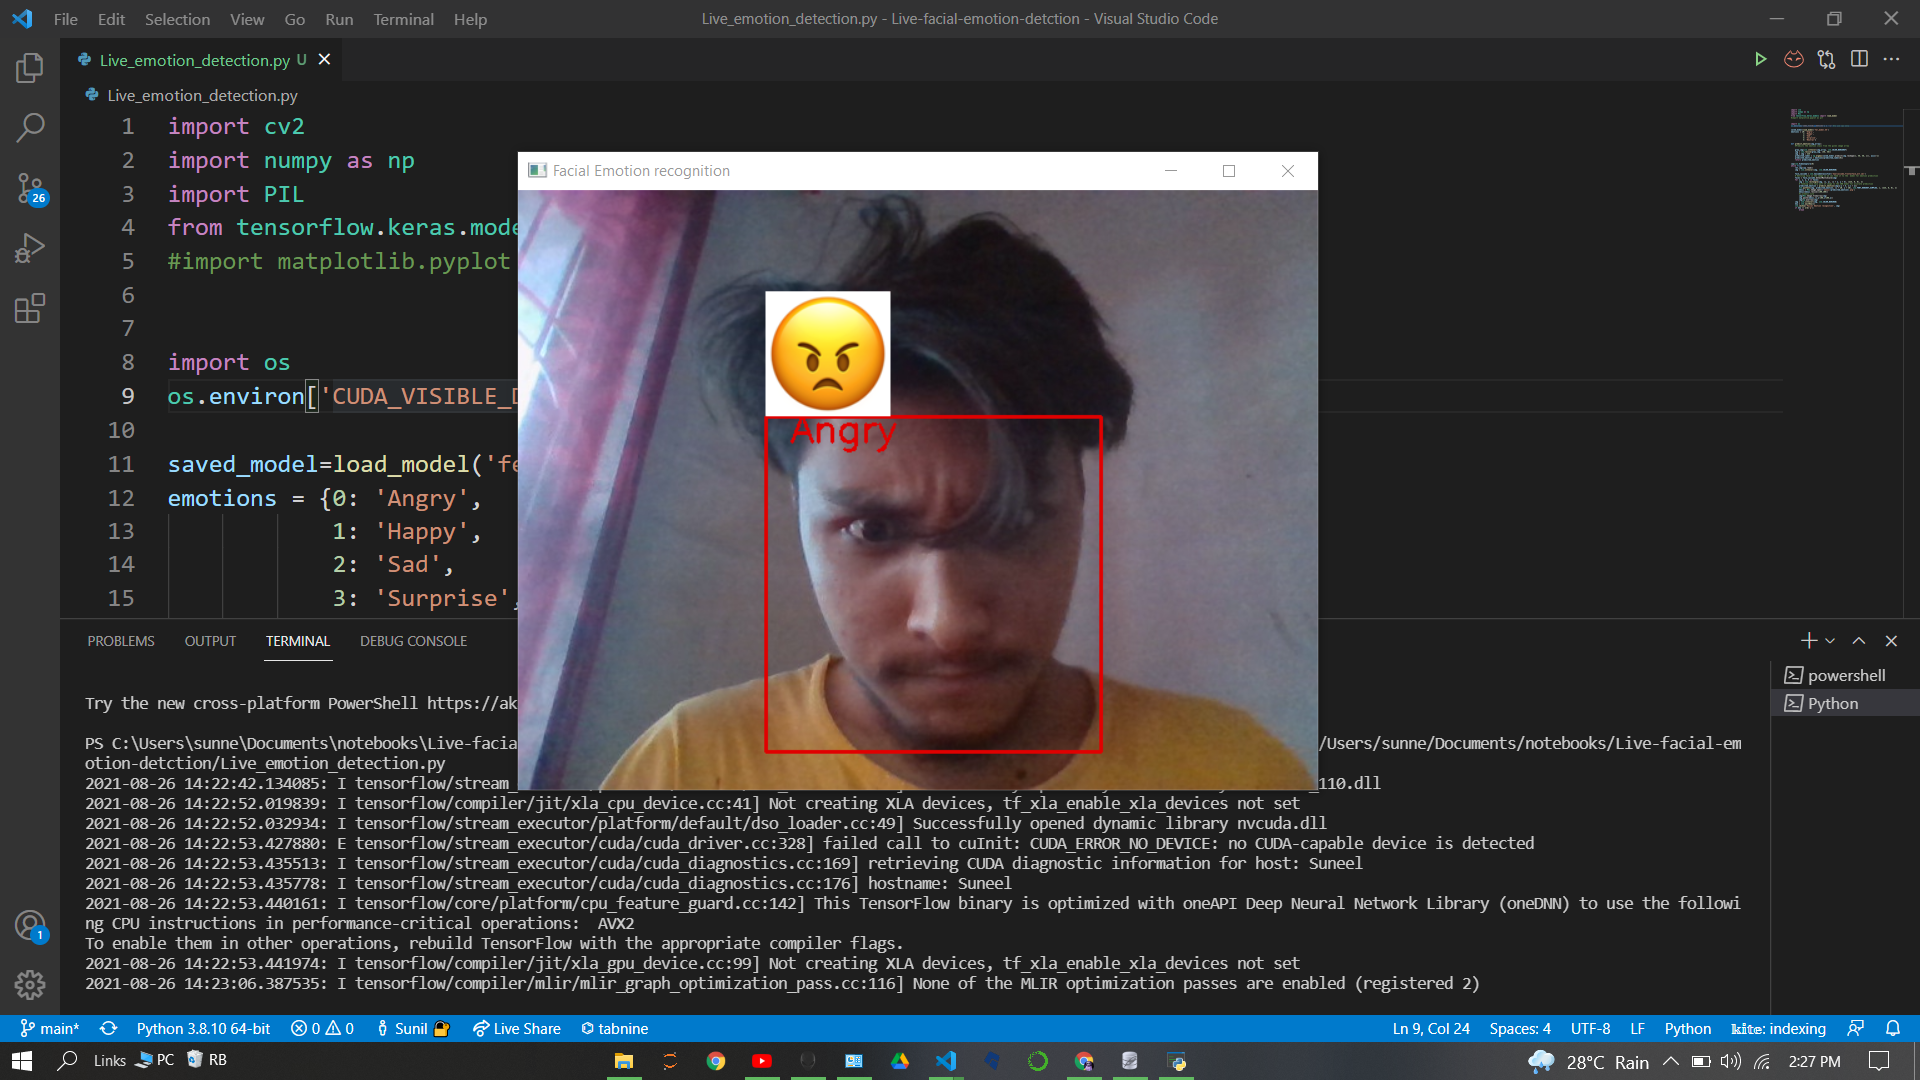 File Edit Selection View Go Run Terminal Help
Live_emotion_detection.py - Live-facial-emotion-detction - Visual Studio Code
Live_emotion_detection.py U
Live_emotion_detection.py
1 import cv2
2 import numpy as np
3 import PIL
4 from tensorflow.keras.mode
5 #import matplotlib.pyplot
6
7
8 import os
9 os.environ['CUDA_VISIBLE_D
10
11 saved_model=load_model('fe
12 emotions = {0: 'Angry',
13 1: 'Happy',
14 2: 'Sad',
15 3: 'Surprise',
26
1
Facial Emotion recognition
Angry
PROBLEMS OUTPUT TERMINAL DEBUG CONSOLE
powershell
Python
Try the new cross-platform PowerShell https://ak
PS C:\Users\sunne\Documents\notebooks\Live-facia /Users/sunne/Documents/notebooks/Live-facial-em
otion-detction/Live_emotion_detection.py
2021-08-26 14:22:42.134085: I tensorflow/stream_ _110.dll
2021-08-26 14:22:52.019839: I tensorflow/compiler/jit/xla_cpu_device.cc:41] Not creating XLA devices, tf_xla_enable_xla_devices not set
2021-08-26 14:22:52.032934: I tensorflow/stream_executor/platform/default/dso_loader.cc:49] Successfully opened dynamic library nvcuda.dll
2021-08-26 14:22:53.427880: E tensorflow/stream_executor/cuda/cuda_driver.cc:328] failed call to cuInit: CUDA_ERROR_NO_DEVICE: no CUDA-capable device is detected
2021-08-26 14:22:53.435513: I tensorflow/stream_executor/cuda/cuda_diagnostics.cc:169] retrieving CUDA diagnostic information for host: Suneel
2021-08-26 14:22:53.435778: I tensorflow/stream_executor/cuda/cuda_diagnostics.cc:176] hostname: Suneel
2021-08-26 14:22:53.440161: I tensorflow/core/platform/cpu_feature_guard.cc:142] This TensorFlow binary is optimized with oneAPI Deep Neural Network Library (oneDNN) to use the followi
ng CPU instructions in performance-critical operations:  AVX2
To enable them in other operations, rebuild TensorFlow with the appropriate compiler flags.
2021-08-26 14:22:53.441974: I tensorflow/compiler/jit/xla_gpu_device.cc:99] Not creating XLA devices, tf_xla_enable_xla_devices not set
2021-08-26 14:23:06.387535: I tensorflow/compiler/mlir/mlir_graph_optimization_pass.cc:116] None of the MLIR optimization passes are enabled (registered 2)
main* Python 3.8.10 64-bit 0 0 Sunil Live Share tabnine Ln 9, Col 24 Spaces: 4 UTF-8 LF Python kite: indexing
Links PC RB 28°C Rain 2:27 PM